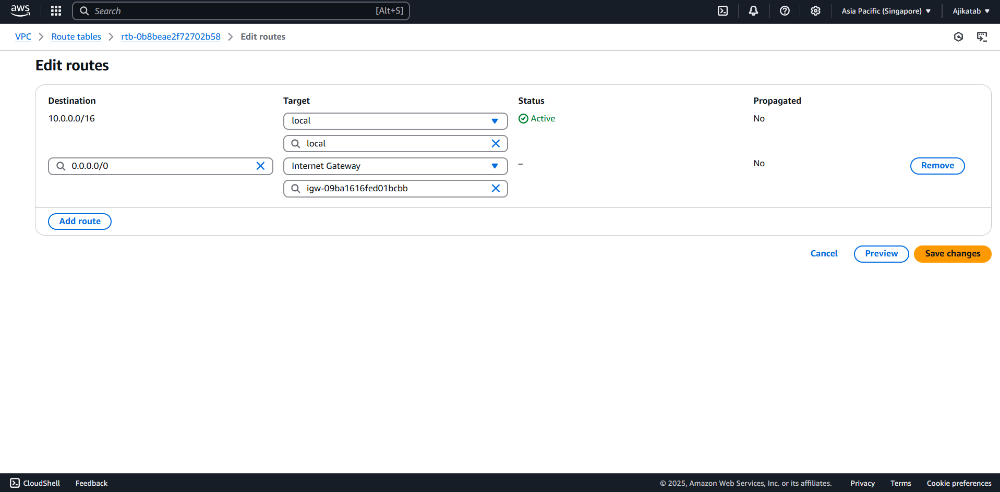 aws
Search [Alt+S] Asia Pacific (Singapore) Ajikatab
VPC Route tables rtb-0b8beae2f72702b58 Edit routes
Edit routes
Destination Target Status Propagated
10.0.0.0/16 local Active No
local
0.0.0.0/0 Internet Gateway – No Remove
igw-09ba1616fed01bcbb
Add route
Cancel Preview Save changes
CloudShell Feedback © 2025, Amazon Web Services, Inc. or its affiliates. Privacy Terms Cookie preferences